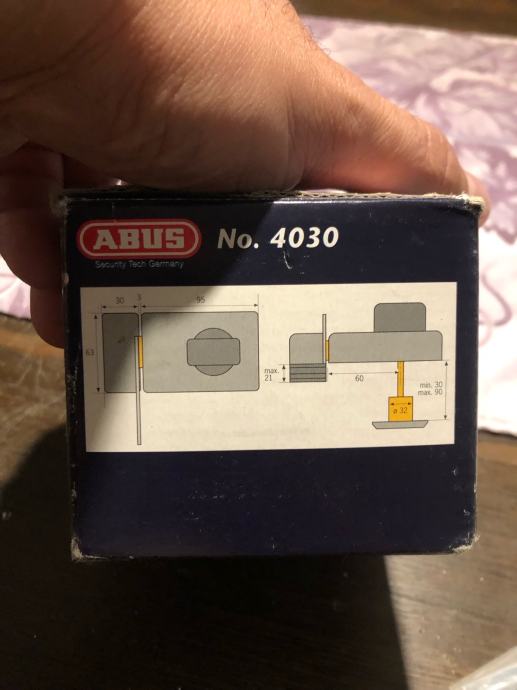 ABUS
Security Tech Germany
No. 4030
30 3 95
63
max.
21
60
min. 30
max. 90
ø 32